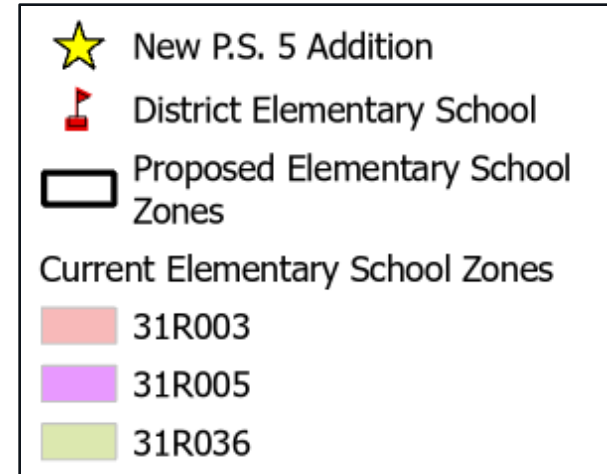 New P.S. 5 Addition
District Elementary School
Proposed Elementary School
Zones
Current Elementary School Zones
31R003
31R005
31R036